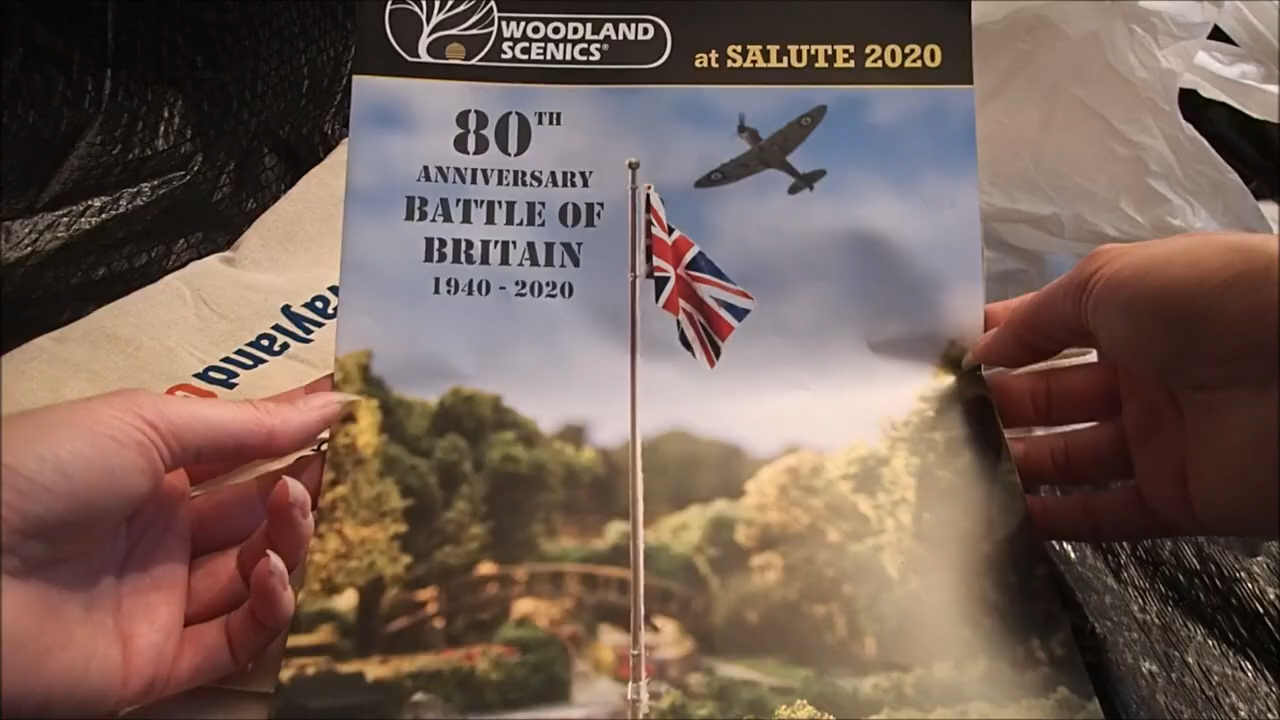 WOODLAND
SCENICS®
at SALUTE 2020
80TH
ANNIVERSARY
BATTLE OF
BRITAIN
1940 - 2020